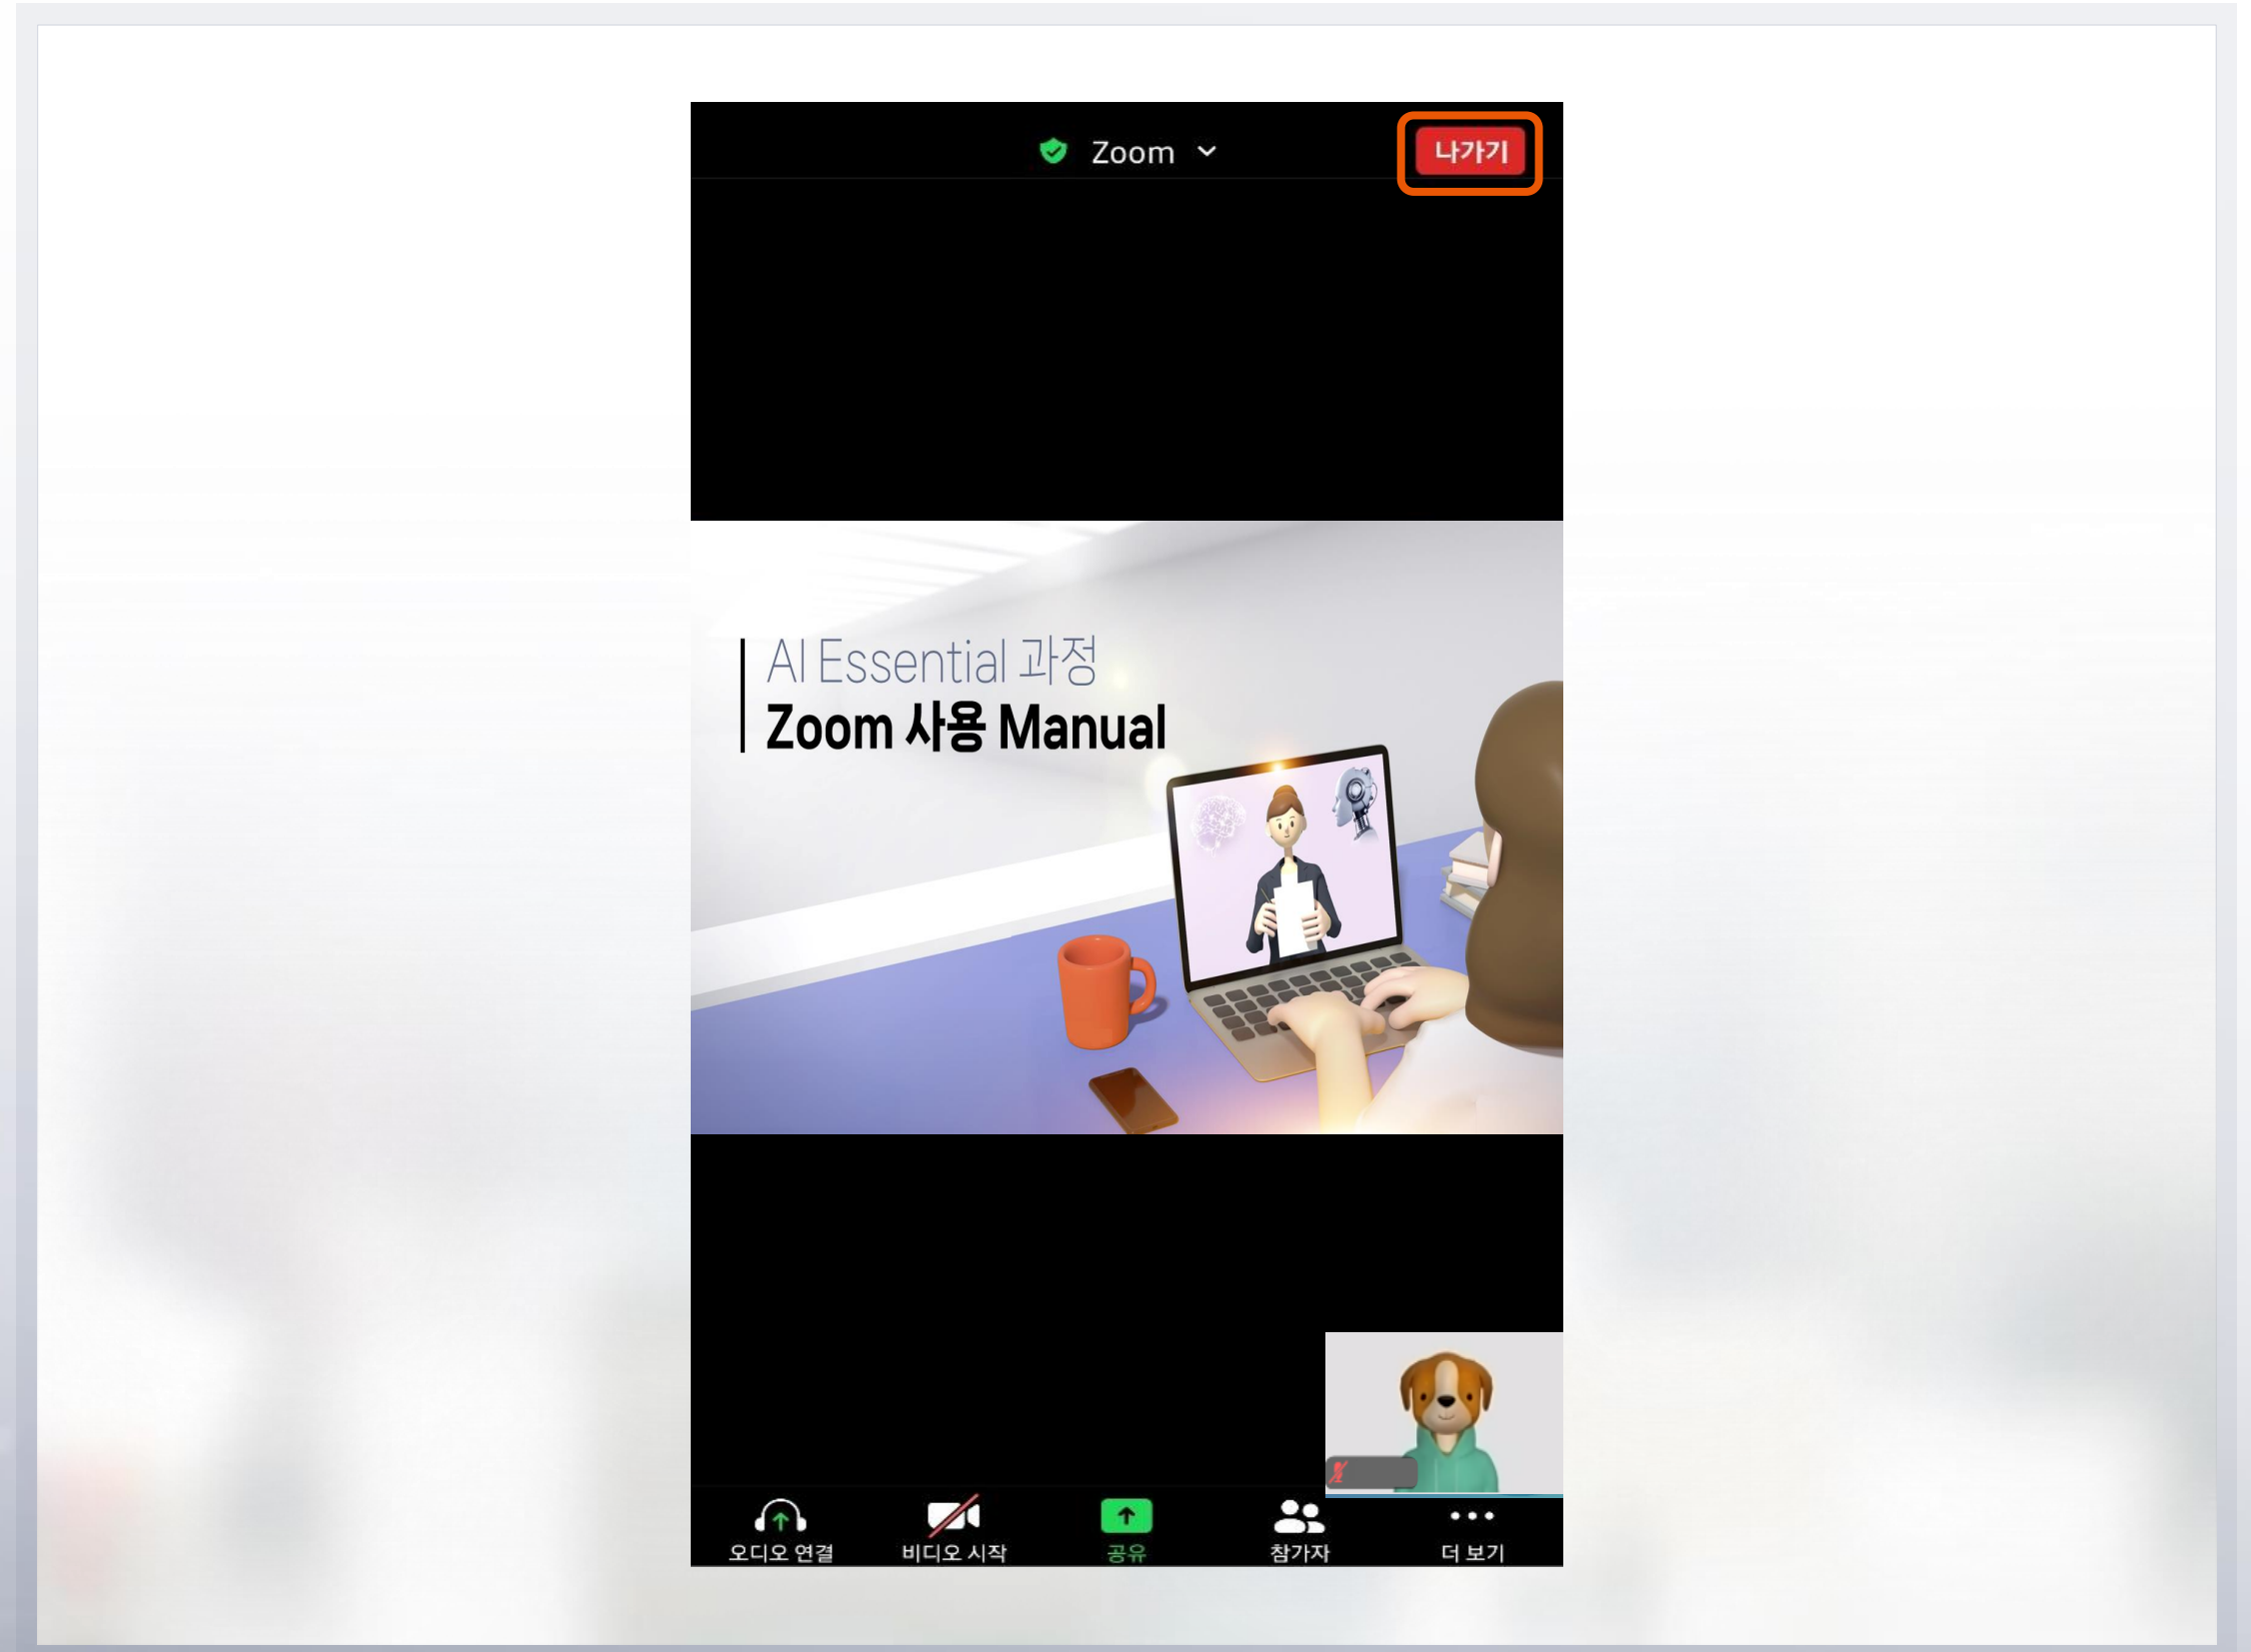 Zoom
나가기
AI Essential 과정
Zoom 사용 Manual
오디오 연결
비디오 시작
공유
참가자
더 보기